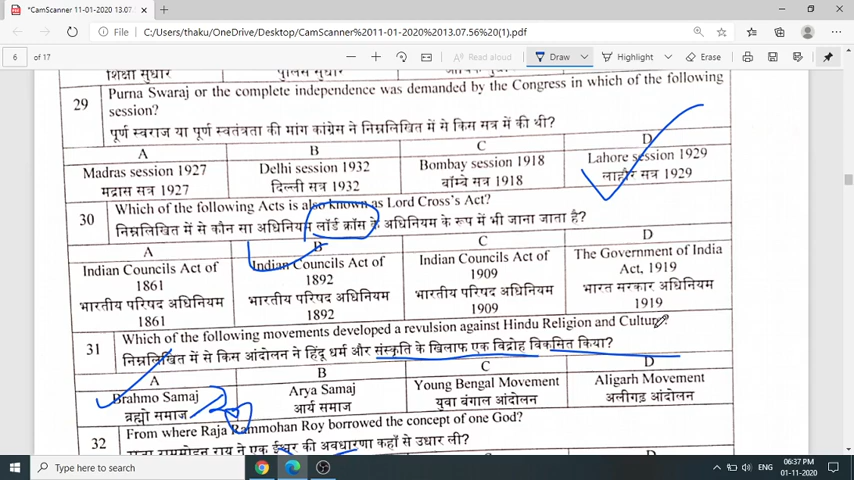 *CamScanner 11-01-2020 13.07.5
File
C:/Users/thaku/OneDrive/Desktop/CamScanner%2011-01-2020%2013.07.56%20(1).pdf
6 of 17
Read aloud
Draw
Highlight
Erase
शिक्षा सुधार
पुलिस सुधार
29
Purna Swaraj or the complete independence was demanded by the Congress in which of the following
session?
पूर्ण स्वराज या पूर्ण स्वतंत्रता की मांग कांग्रेस ने निम्नलिखित में से किस सत्र में की थी?
A
B
C
D
Madras session 1927
Delhi session 1932
Bombay session 1918
Lahore session 1929
मद्रास सत्र 1927
दिल्ली सत्र 1932
बॉम्बे सत्र 1918
लाहौर सत्र 1929
30
Which of the following Acts is also known as Lord Cross's Act?
निम्नलिखित में से कौन सा अधिनियम लॉर्ड क्रॉस के अधिनियम के रूप में भी जाना जाता है?
A
B
C
D
Indian Councils Act of
1861
भारतीय परिषद अधिनियम
1861
Indian Councils Act of
1892
भारतीय परिषद अधिनियम
1892
Indian Councils Act of
1909
भारतीय परिषद अधिनियम
1909
The Government of India
Act, 1919
भारत सरकार अधिनियम
1919
31
Which of the following movements developed a revulsion against Hindu Religion and Culture?
निम्नलिखित में से किस आंदोलन ने हिंदू धर्म और संस्कृति के खिलाफ एक विद्रोह विकसित किया?
A
B
C
D
Brahmo Samaj
Arya Samaj
Young Bengal Movement
Aligarh Movement
ब्रह्मो समाज
आर्य समाज
युवा बंगाल आंदोलन
अलीगढ़ आंदोलन
32
From where Raja Rammohan Roy borrowed the concept of one God?
राजा राममोहन राय ने एक ईश्वर की अवधारणा कहाँ से उधार ली?
Type here to search
ENG
06:37 PM
01-11-2020